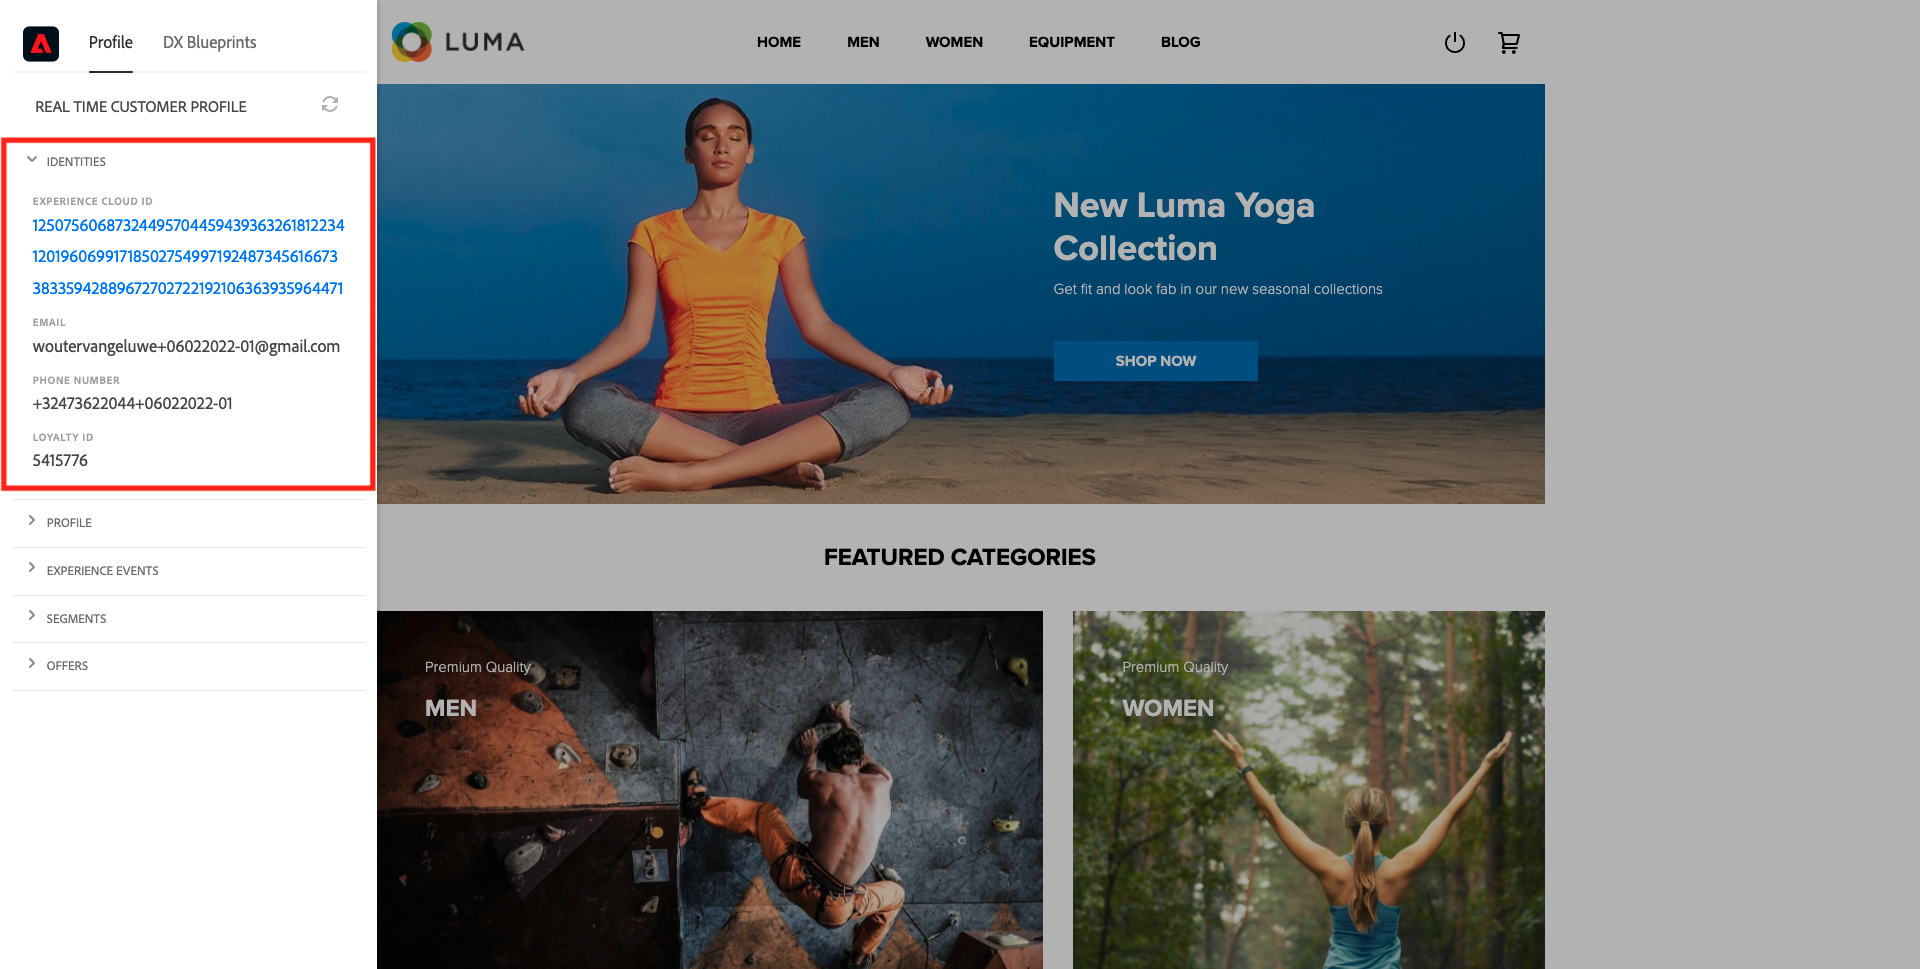 Profile
DX Blueprints
REAL TIME CUSTOMER PROFILE
IDENTITIES
EXPERIENCE CLOUD ID
12507560687324495704459439363261812234
12019606991718502754997192487345616673
38335942889672702722192106363935964471
EMAIL
woutervangeluwe+06022022-01@gmail.com
PHONE NUMBER
+32473622044+06022022-01
LOYALTY ID
5415776
PROFILE
EXPERIENCE EVENTS
SEGMENTS
OFFERS
LUMA
HOME
MEN
WOMEN
EQUIPMENT
BLOG
New Luma Yoga
Collection
Get fit and look fab in our new seasonal collections
SHOP NOW
FEATURED CATEGORIES
Premium Quality
MEN
Premium Quality
WOMEN